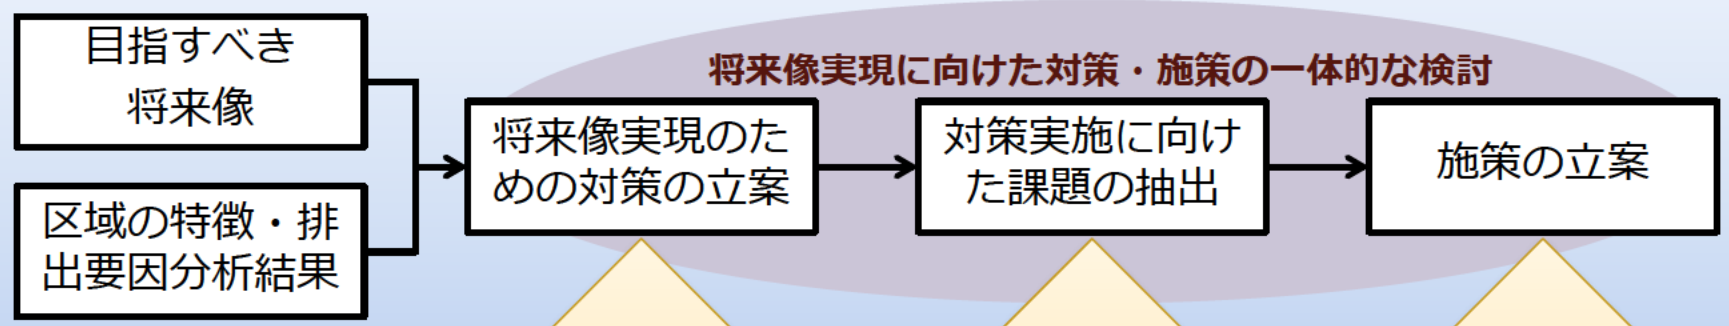 目指すべき
将来像
区域の特徴・排
出要因分析結果
将来像実現に向けた対策・施策の一体的な検討
将来像実現のた
めの対策の立案
対策実施に向け
た課題の抽出
施策の立案